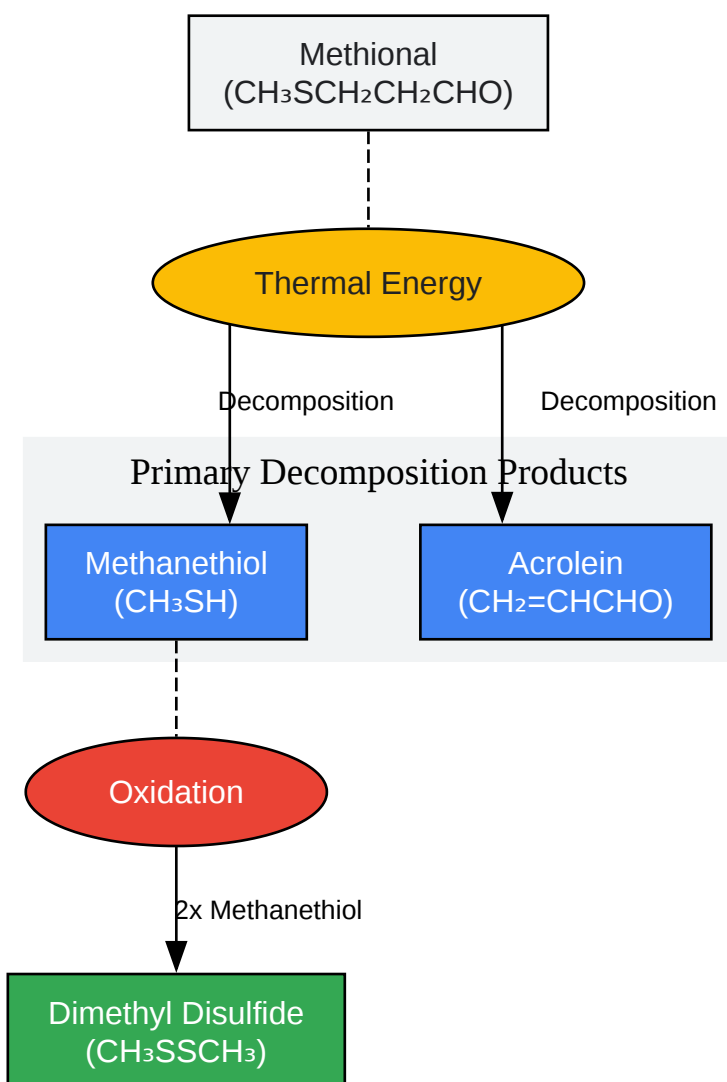 Methional
(CH₃SCH₂CH₂CHO)
Thermal Energy
Decomposition
Decomposition
Primary Decomposition Products
Methanethiol
(CH₃SH)
Acrolein
(CH₂=CHCHO)
Oxidation
2x Methanethiol
Dimethyl Disulfide
(CH₃SSCH₃)